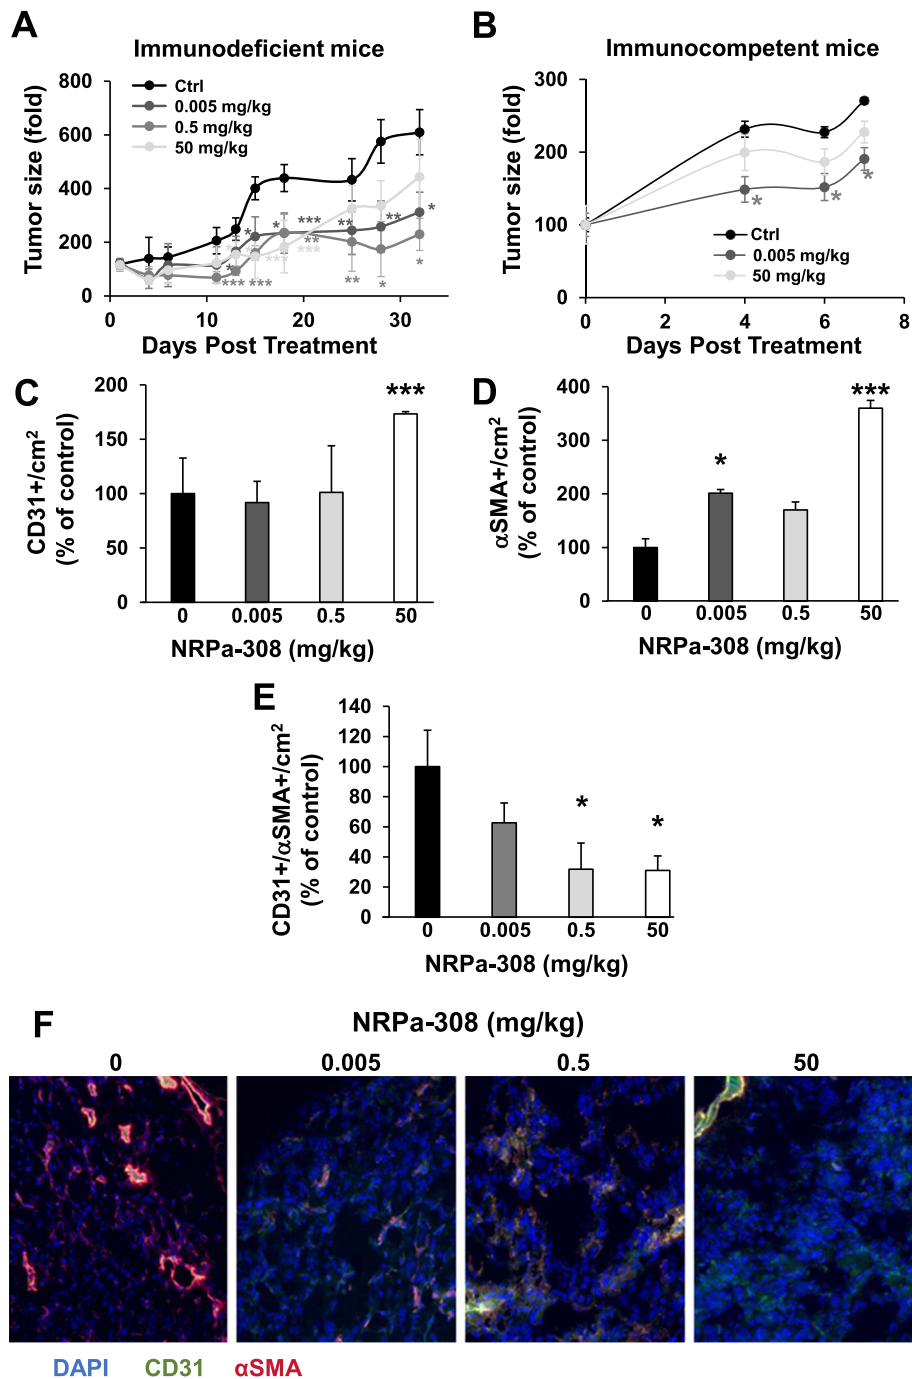 A
Immunodeficient mice
Tumor size (fold)
800
600
400
200
0
Ctrl
0.005 mg/kg
0.5 mg/kg
50 mg/kg
* * *** ** ** *
** *** ***
* *** *** ** * *
0 10 20 30
Days Post Treatment
B
Immunocompetent mice
Tumor size (fold)
300
200
100
0
* * *
Ctrl
0.005 mg/kg
50 mg/kg
0 2 4 6 8
Days Post Treatment
C
CD31+/cm²
(% of control)
200
150
100
50
0
***
0 0.005 0.5 50
NRPa-308 (mg/kg)
D
αSMA+/cm²
(% of control)
400
300
200
100
0
* ***
0 0.005 0.5 50
NRPa-308 (mg/kg)
E
CD31+/αSMA+/cm²
(% of control)
140
120
100
80
60
40
20
0
* *
0 0.005 0.5 50
NRPa-308 (mg/kg)
F
NRPa-308 (mg/kg)
0 0.005 0.5 50
DAPI CD31 αSMA